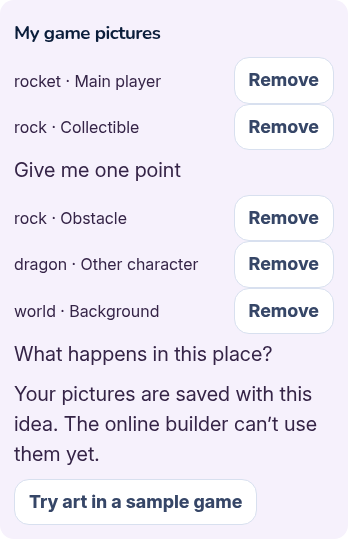 My game pictures
rocket · Main player
Remove
rock · Collectible
Remove
Give me one point
rock · Obstacle
Remove
dragon · Other character
Remove
world · Background
Remove
What happens in this place?
Your pictures are saved with this
idea. The online builder can’t use
them yet.
Try art in a sample game